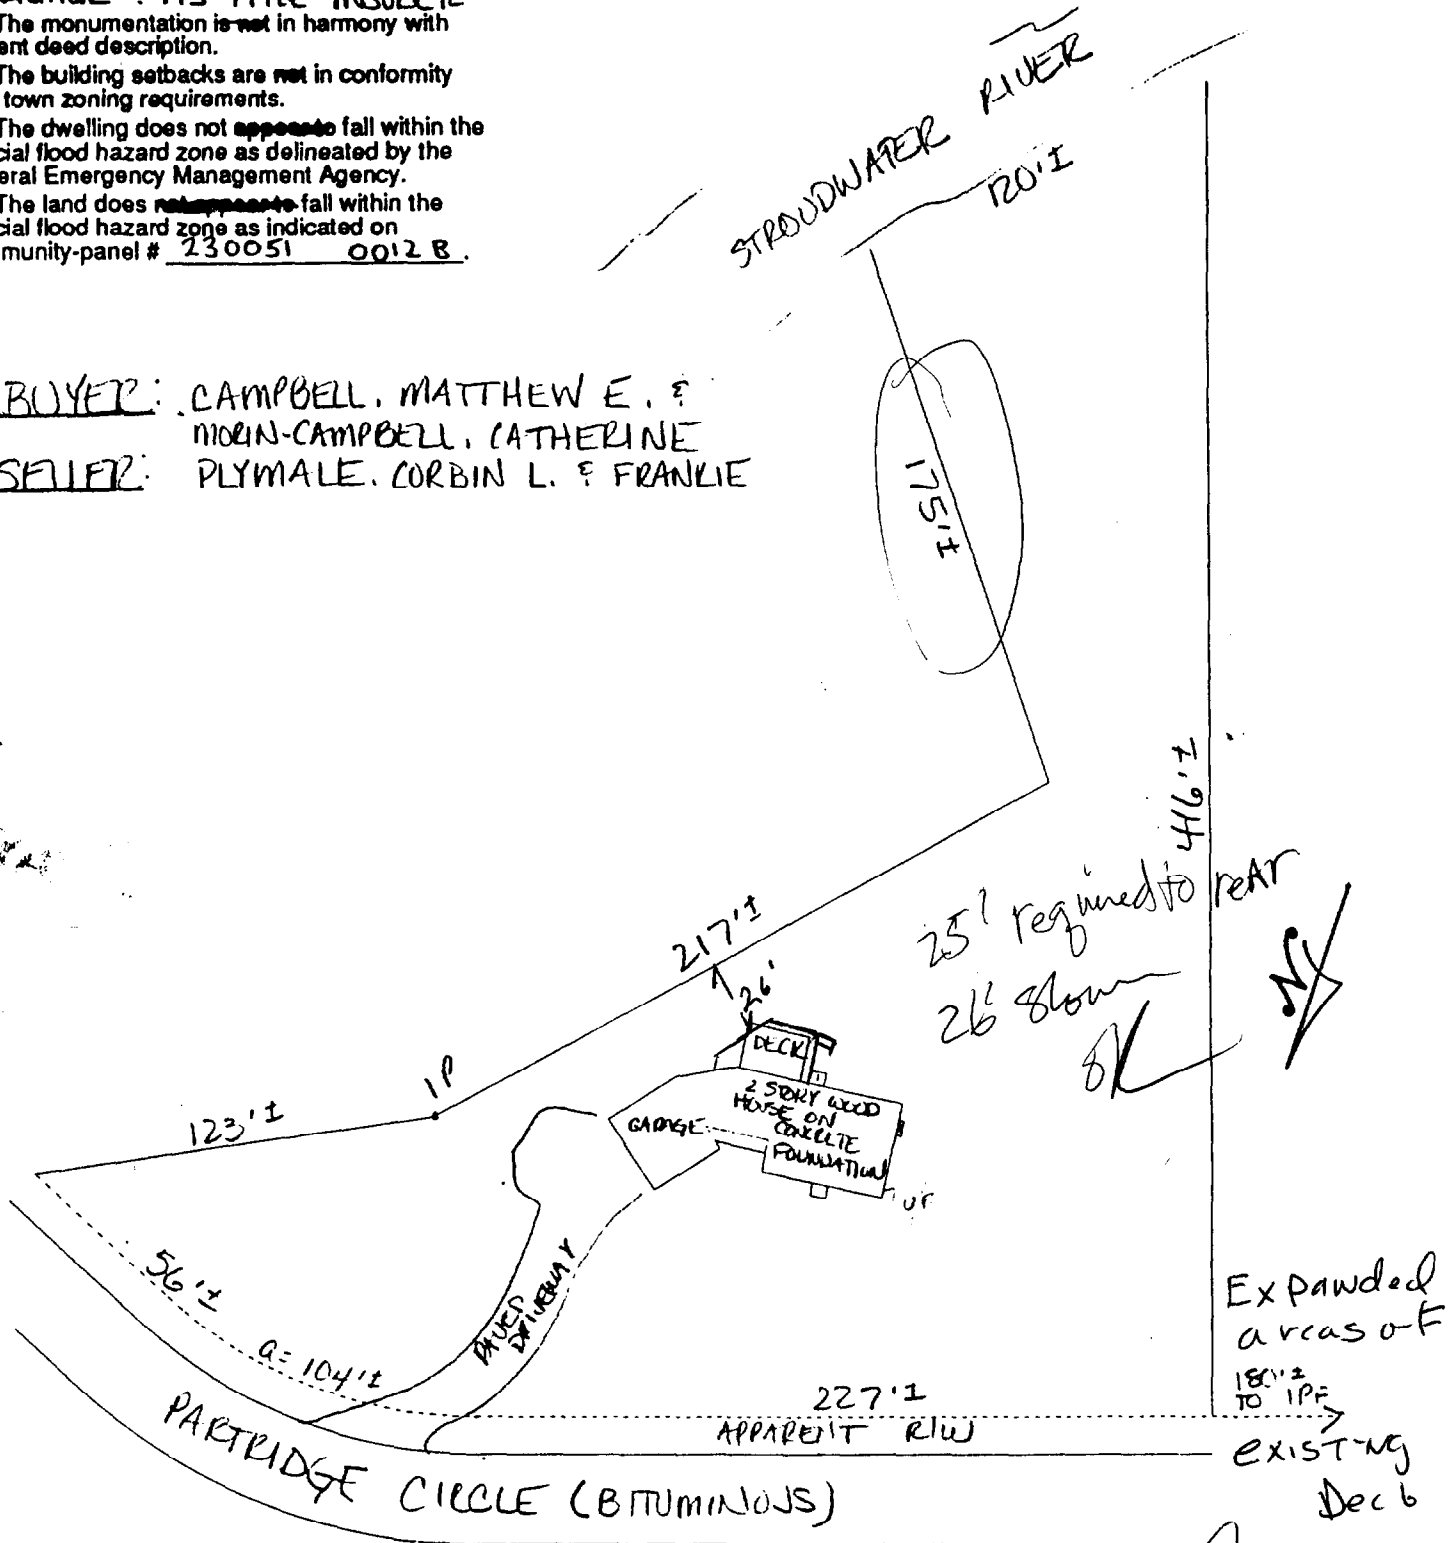 The monumentation is not in harmony with
ent deed description.
The building setbacks are not in conformity
town zoning requirements.
The dwelling does not appear to fall within the
cial flood hazard zone as delineated by the
eral Emergency Management Agency.
The land does not appear to fall within the
cial flood hazard zone as indicated on
munity-panel # 230051 0012 B.
STROUDWATER RIVER
120'±
BUYER: CAMPBELL, MATTHEW E. &
MORIN-CAMPBELL, CATHERINE
SELLER: PLYMALE, CORBIN L. & FRANKIE
175'±
416'±
25' required to reAr
26' Shown
OK
N
217'±
26'
IP
123'±
DECK
2 STORY WOOD
HOUSE ON
CONCRETE
FOUNDATION
GARAGE
PAVED
DRIVEWAY
56'±
a= 104'±
227'±
APPARENT R/W
Expanded
areas of
180'±
TO IPF
existing
Deck
PARTRIDGE CIRCLE (BITUMINOUS)